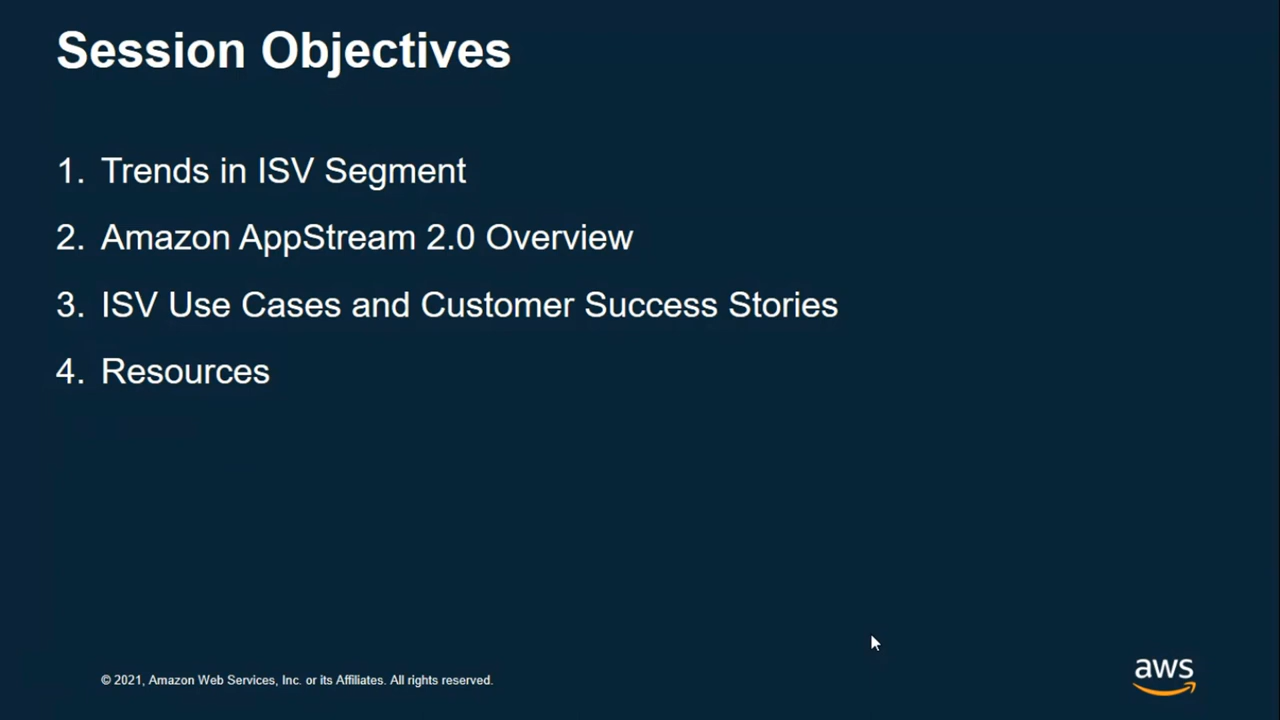 Session Objectives
1. Trends in ISV Segment
2. Amazon AppStream 2.0 Overview
3. ISV Use Cases and Customer Success Stories
4. Resources
© 2021, Amazon Web Services, Inc. or its Affiliates. All rights reserved.
aws